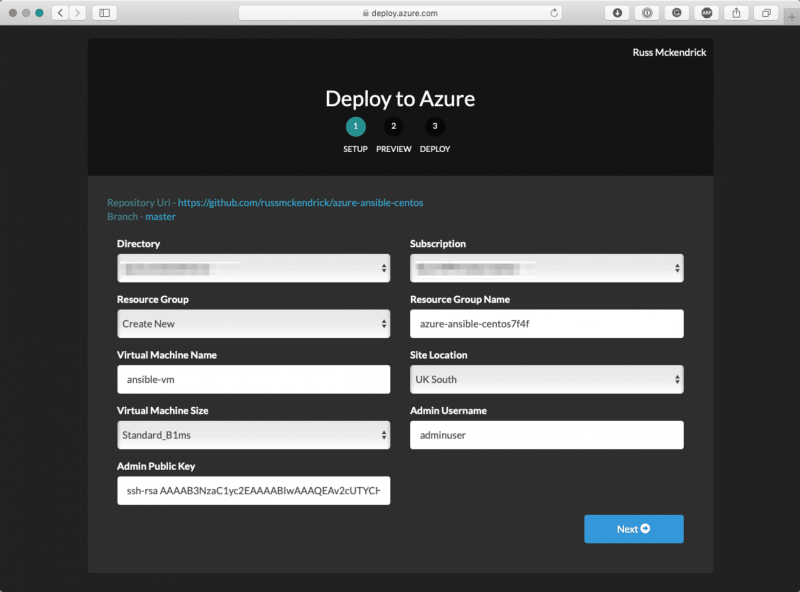 deploy.azure.com
Russ Mckendrick
Deploy to Azure
1 2 3
SETUP PREVIEW DEPLOY
Repository Url - https://github.com/russmckendrick/azure-ansible-centos
Branch - master
Directory Subscription
Resource Group Resource Group Name
Create New azure-ansible-centos7f4f
Virtual Machine Name Site Location
ansible-vm UK South
Virtual Machine Size Admin Username
Standard_B1ms adminuser
Admin Public Key
ssh-rsa AAAAB3NzaC1yc2EAAAABIwAAAQEAv2cUTYCH
Next